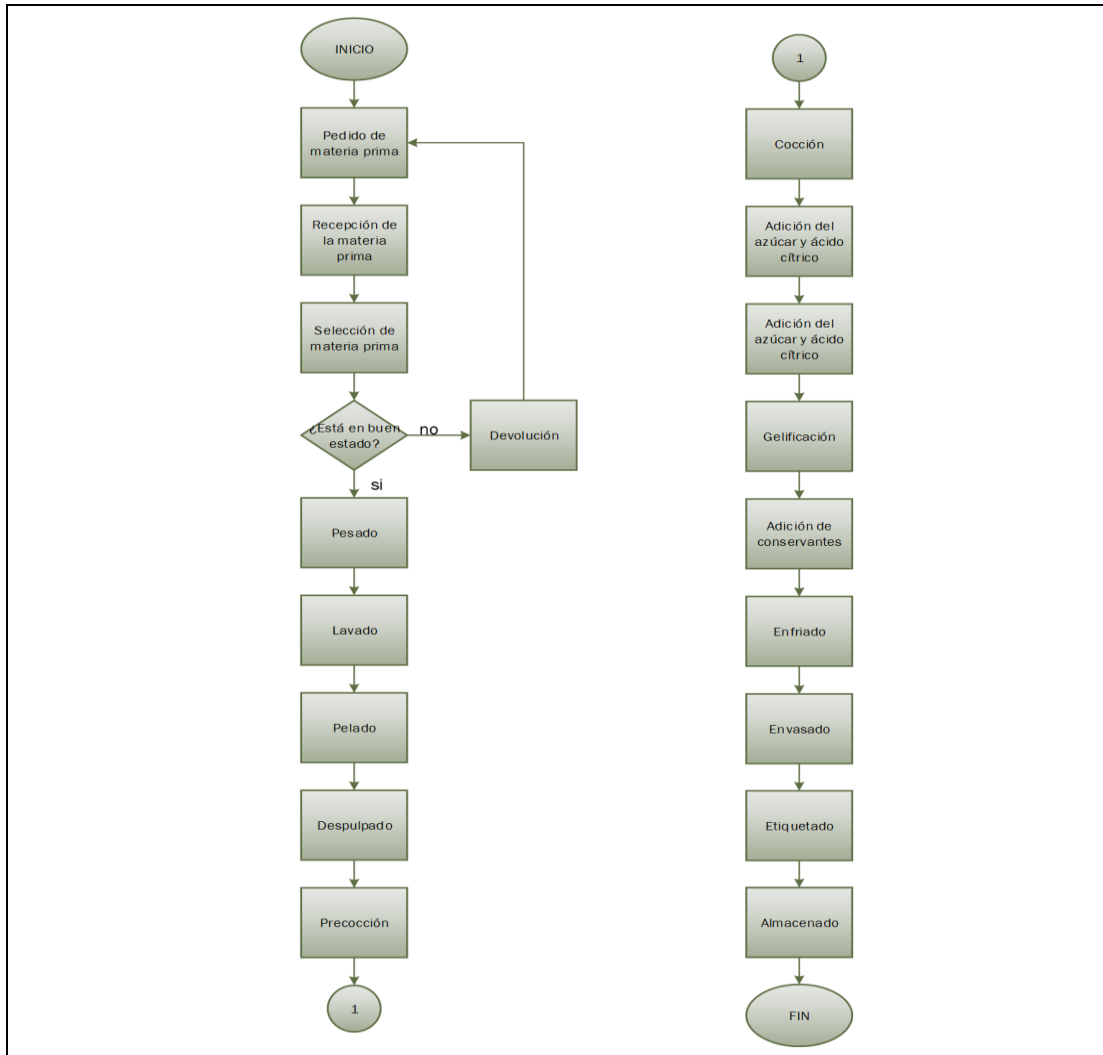 INICIO
Pedido de
materia prima
Recepción de
la materia
prima
Selección de
materia prima
¿Está en buen
estado?
no
Devolución
si
Pesado
Lavado
Pelado
Despulpado
Precocción
1
1
Cocción
Adición del
azúcar y ácido
cítrico
Adición del
azúcar y ácido
cítrico
Gelificación
Adición de
conservantes
Enfriado
Envasado
Etiquetado
Almacenado
FIN